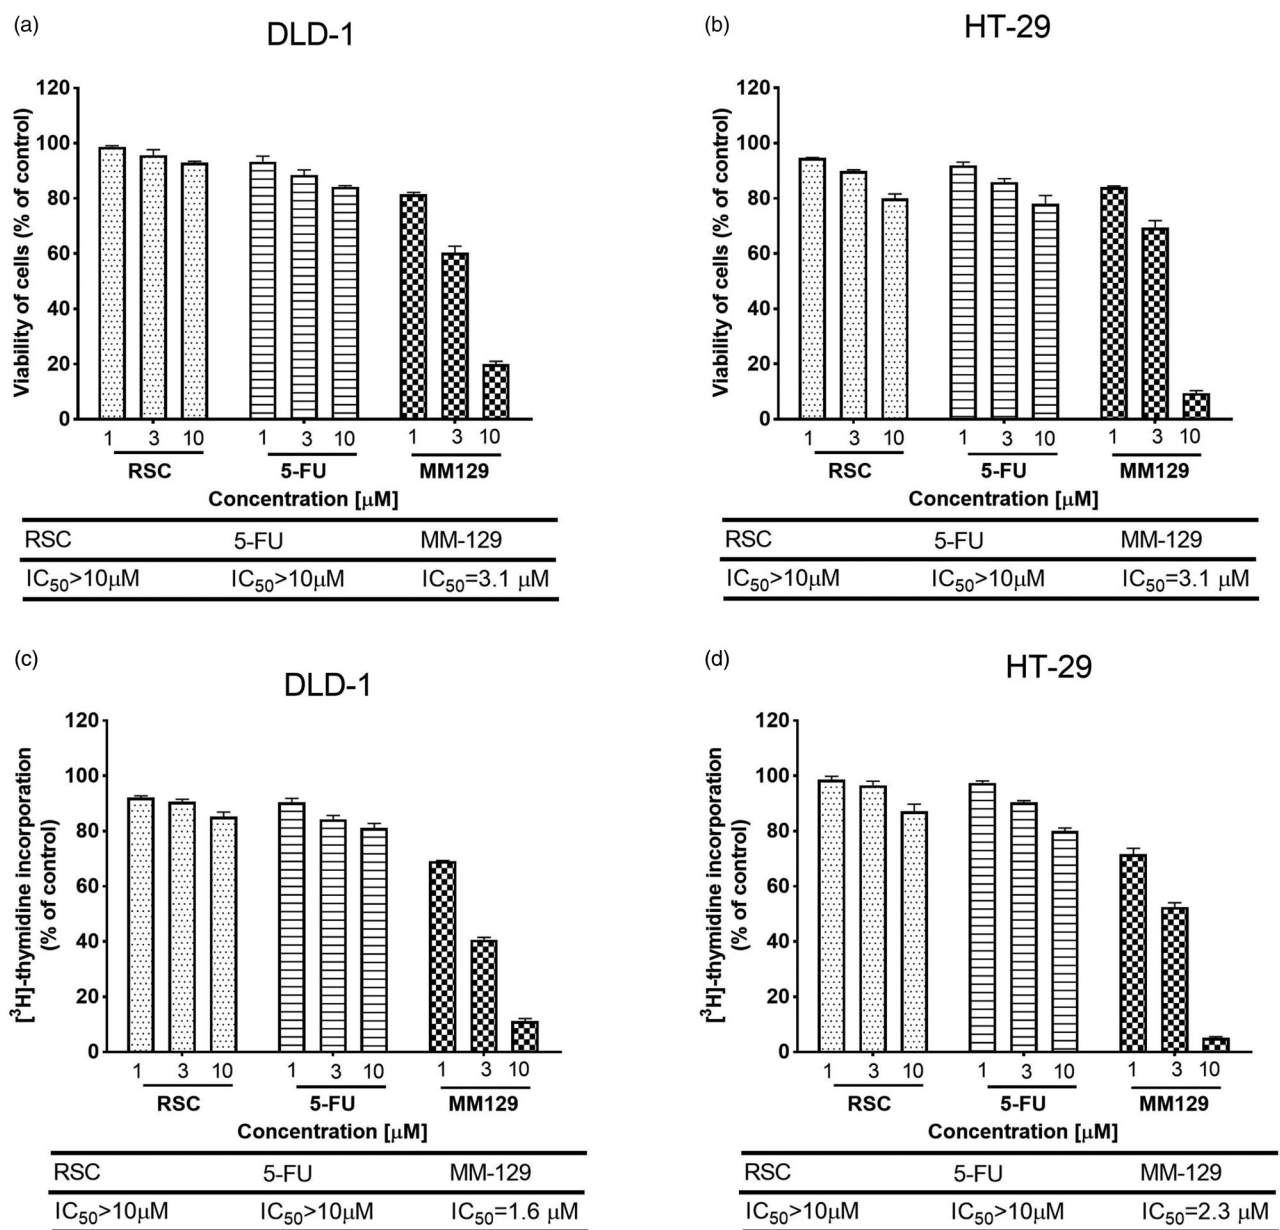 (a)
DLD-1
Viability of cells (% of control)
120
100
80
60
40
20
0
1 3 10 1 3 10 1 3 10
RSC 5-FU MM129
Concentration [μM]
RSC 5-FU MM-129
IC50>10μM IC50>10μM IC50=3.1 μM
(b)
HT-29
Viability of cells (% of control)
120
100
80
60
40
20
0
1 3 10 1 3 10 1 3 10
RSC 5-FU MM129
Concentration [μM]
RSC 5-FU MM-129
IC50>10μM IC50>10μM IC50=3.1 μM
(c)
DLD-1
[3H]-thymidine incorporation
(% of control)
120
100
80
60
40
20
0
1 3 10 1 3 10 1 3 10
RSC 5-FU MM129
Concentration [μM]
RSC 5-FU MM-129
IC50>10μM IC50>10μM IC50=1.6 μM
(d)
HT-29
[3H]-thymidine incorporation
(% of control)
120
100
80
60
40
20
0
1 3 10 1 3 10 1 3 10
RSC 5-FU MM129
Concentration [μM]
RSC 5-FU MM-129
IC50>10μM IC50>10μM IC50=2.3 μM